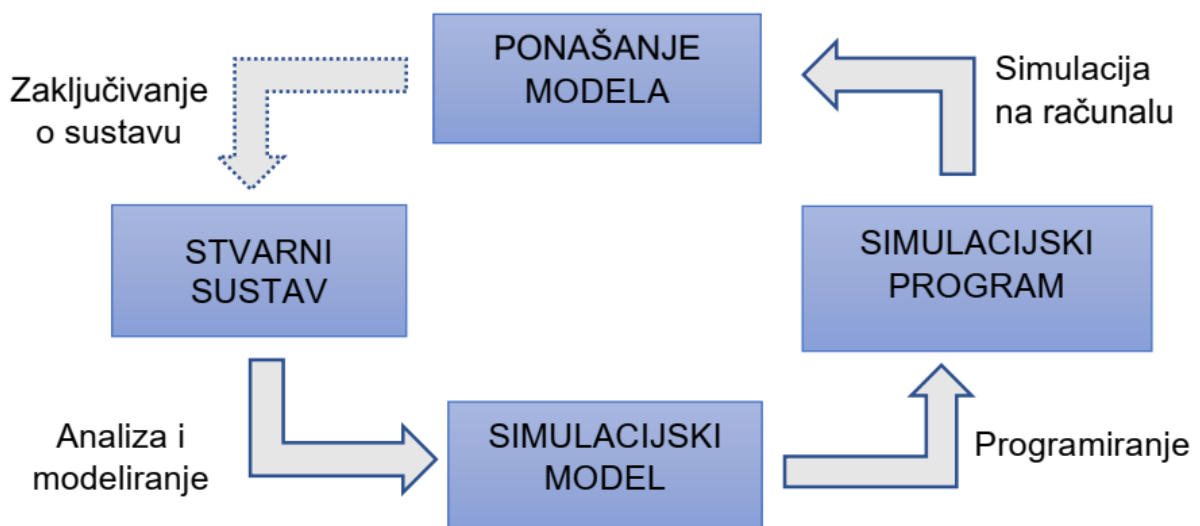 PONAŠANJE
MODELA
Zaključivanje
o sustavu
Simulacija
na računalu
STVARNI
SUSTAV
SIMULACIJSKI
PROGRAM
Analiza i
modeliranje
SIMULACIJSKI
MODEL
Programiranje